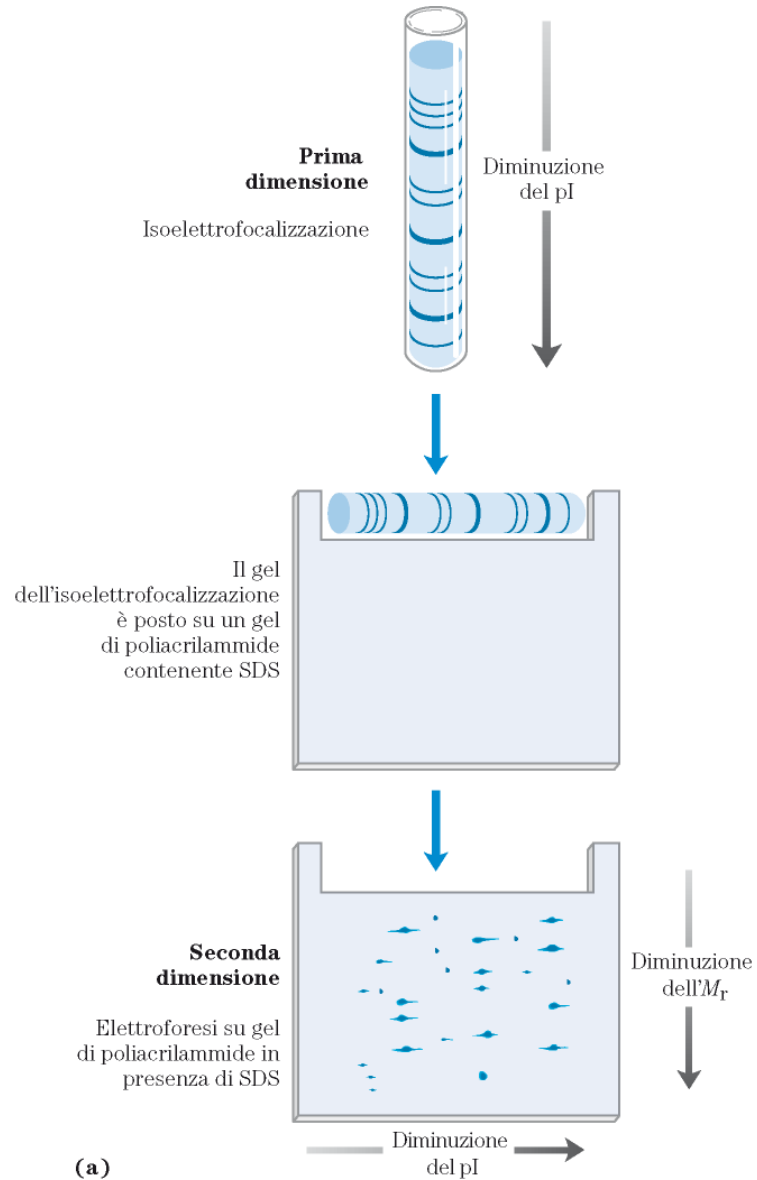 Prima
dimensione
Isoelettrofocalizzazione
Diminuzione
del pI
Il gel
dell'isoelettrofocalizzazione
è posto su un gel
di poliacrilammide
contenente SDS
Seconda
dimensione
Elettroforesi su gel
di poliacrilammide in
presenza di SDS
Diminuzione
dell'Mr
Diminuzione
del pI
(a)